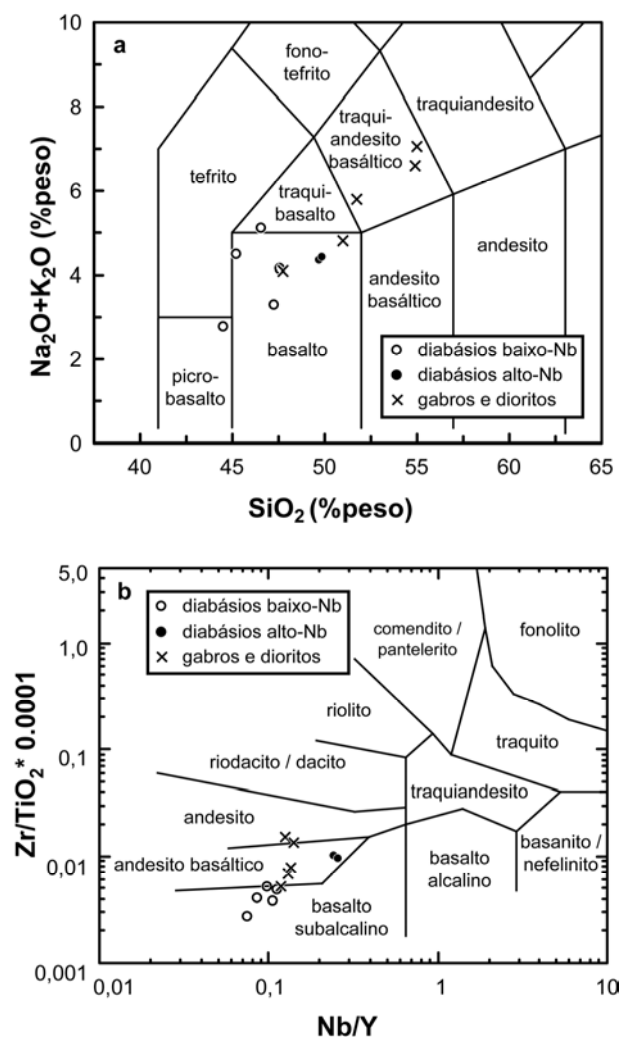 a
10
8
6
4
2
0
Na₂O+K₂O (%peso)
fono-
tefrito
traqui-
andesito
basáltico
traquiandesito
tefrito
traqui-
basalto
andesito
andesito
basáltico
basalto
picro-
basalto
diabásios baixo-Nb
diabásios alto-Nb
gabros e dioritos
40 45 50 55 60 65
SiO₂ (%peso)
b
5,0
1,0
0,1
0,01
0,001
Zr/TiO₂* 0.0001
diabásios baixo-Nb
diabásios alto-Nb
gabros e dioritos
comendito /
pantelerito
fonolito
riolito
traquito
riodacito / dacito
traquiandesito
andesito
andesito basáltico
basanito /
nefelinito
basalto
alcalino
basalto
subalcalino
0,01 0,1 1 10
Nb/Y